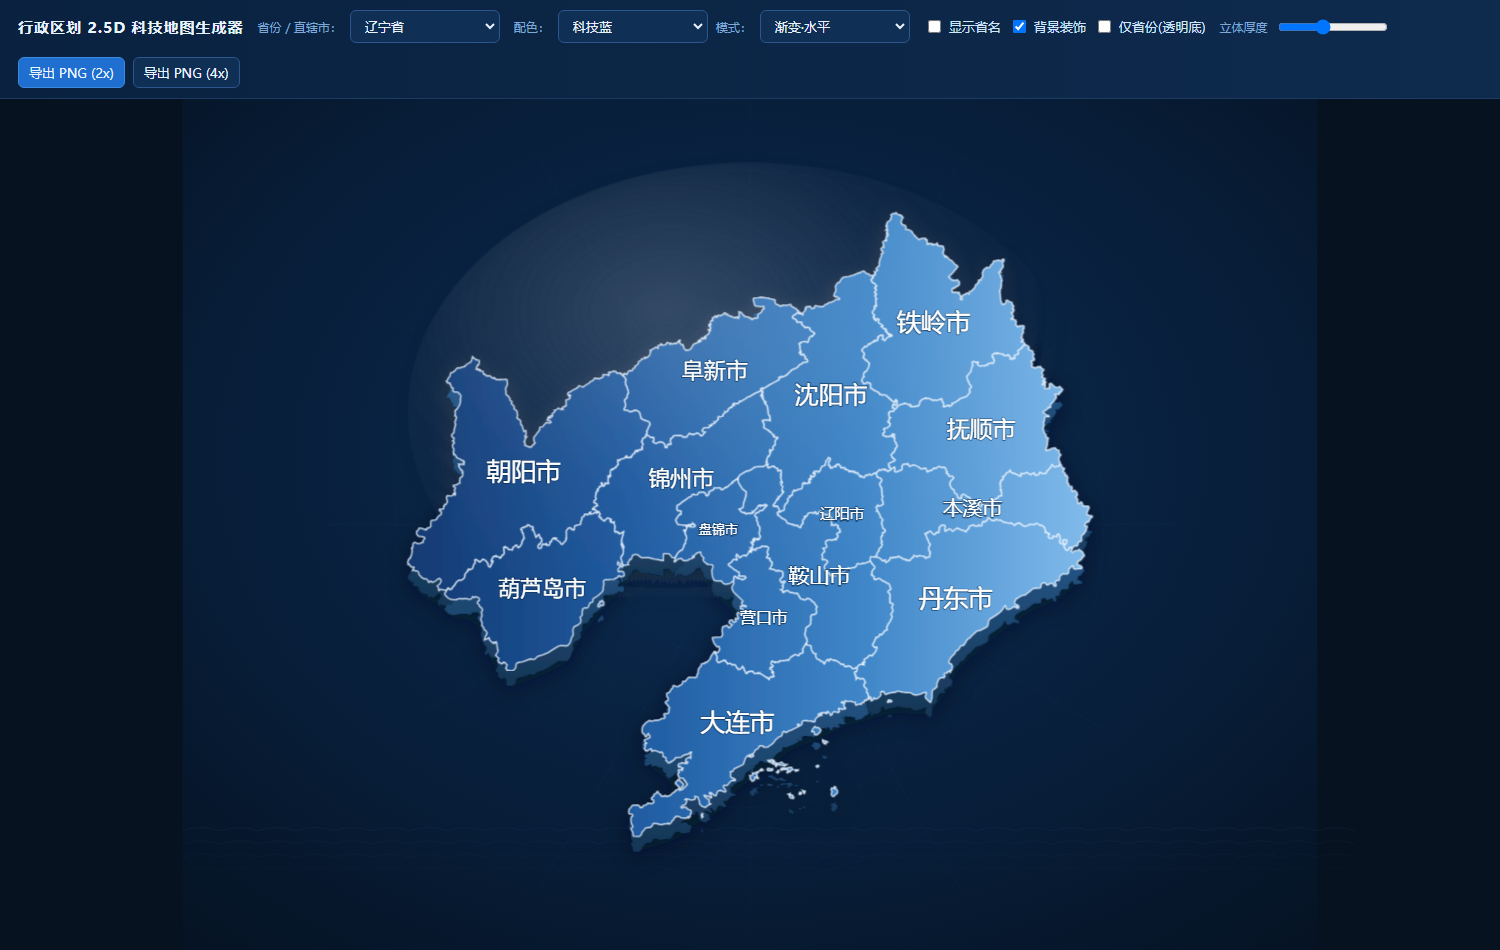 行政区划 2.5D 科技地图生成器 省份 / 直辖市： 辽宁省 配色： 科技蓝 模式： 渐变·水平 显示省名 背景装饰 仅省份(透明底) 立体厚度
导出 PNG (2x) 导出 PNG (4x)
铁岭市
阜新市
沈阳市
抚顺市
朝阳市
锦州市
本溪市
辽阳市
盘锦市
鞍山市
葫芦岛市
丹东市
营口市
大连市